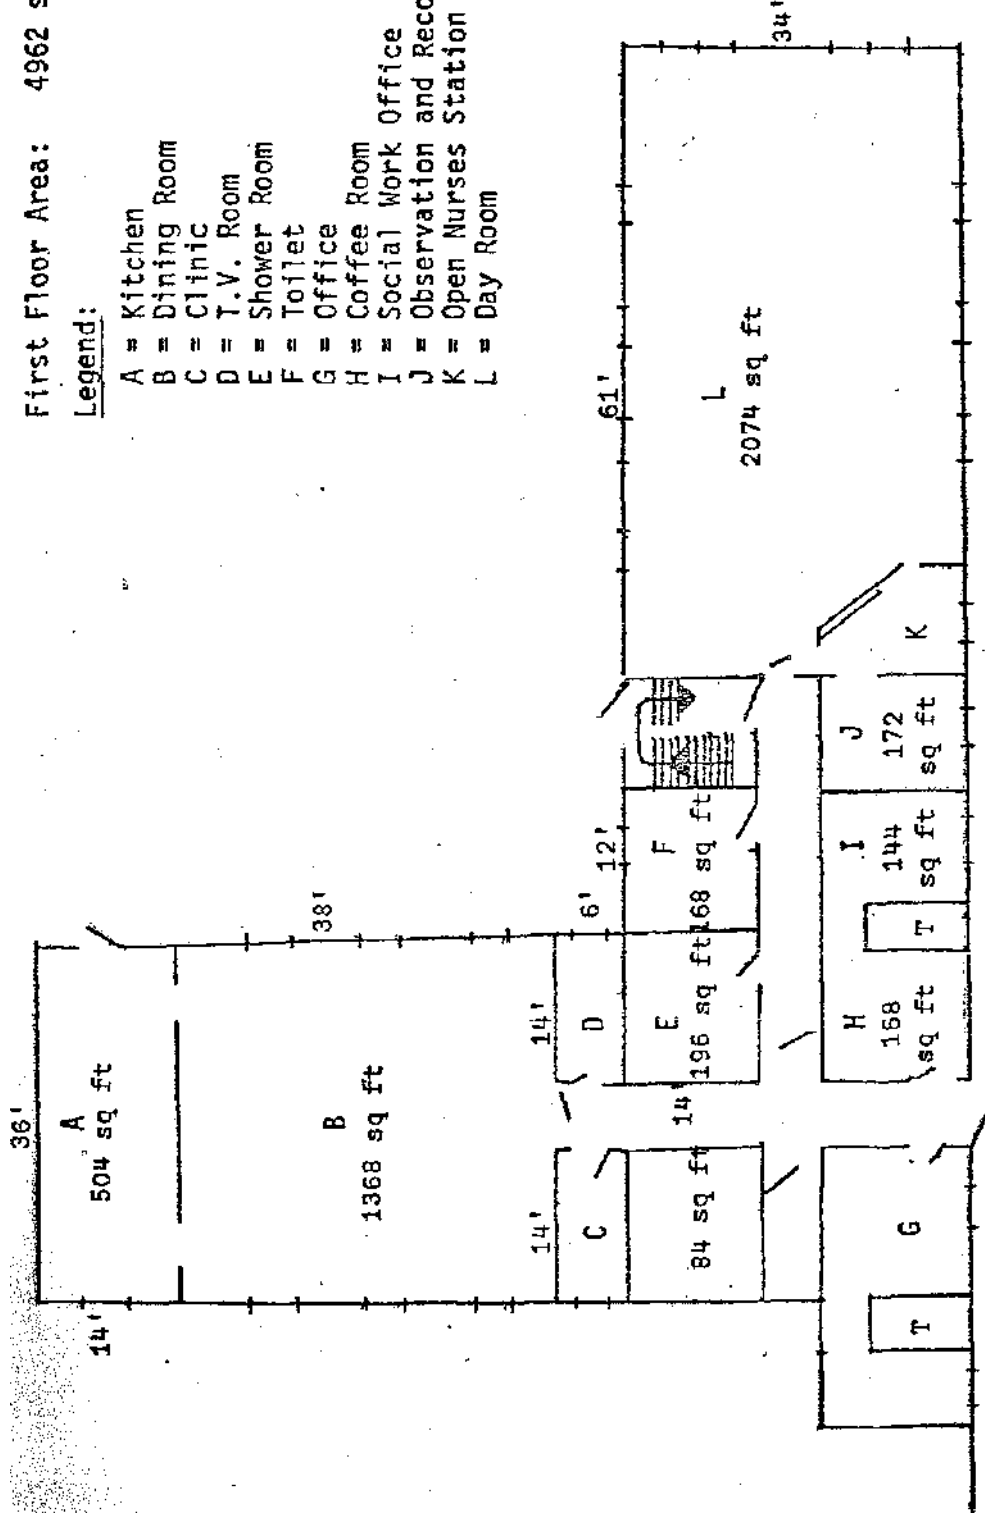 First Floor Area: 4962 s
Legend:
A = Kitchen
B = Dining Room
C = Clinic
D = T.V. Room
E = Shower Room
F = Toilet
G = Office
H = Coffee Room
I = Social Work Office
J = Observation and Reco
K = Open Nurses Station
L = Day Room
36'
14'
A
504 sq ft
38'
B
1368 sq ft
14'
14'
6'
12'
61'
34'
C
D
84 sq ft
14'
E
196 sq ft
F
168 sq ft
L
2074 sq ft
G
T
H
168
sq ft
T
I
144
sq ft
J
172
sq ft
K